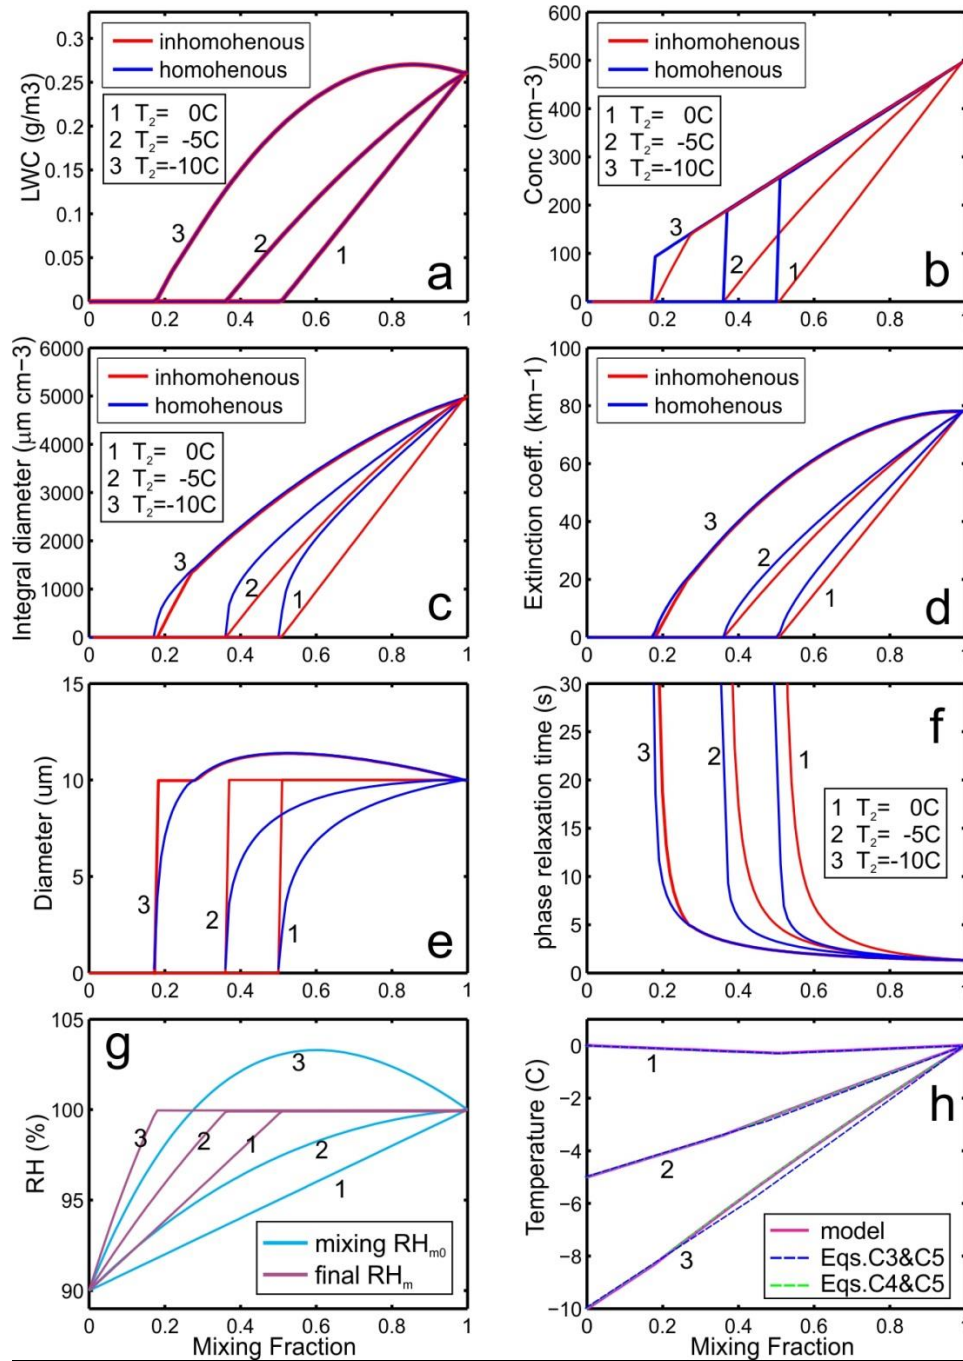 LWC (g/m3)
0.3
0.25
0.2
0.15
0.1
0.05
0
inhomohenous
homohenous
1 T2= 0C
2 T2= -5C
3 T2=-10C
3
2
1
a
0 0.2 0.4 0.6 0.8 1
Conc (cm-3)
600
500
400
300
200
100
0
inhomohenous
homohenous
1 T2= 0C
2 T2= -5C
3 T2=-10C
3
2
1
b
0 0.2 0.4 0.6 0.8 1
Integral diameter (μm cm−3)
6000
5000
4000
3000
2000
1000
0
inhomohenous
homohenous
1 T2= 0C
2 T2= -5C
3 T2=-10C
3
2
1
c
0 0.2 0.4 0.6 0.8 1
Extinction coeff. (km−1)
100
80
60
40
20
0
inhomohenous
homohenous
3
2
1
d
0 0.2 0.4 0.6 0.8 1
Diameter (um)
15
10
5
0
3
2
1
e
0 0.2 0.4 0.6 0.8 1
phase relaxation time (s)
30
25
20
15
10
5
0
f
3
2
1
1 T2= 0C
2 T2= -5C
3 T2=-10C
0 0.2 0.4 0.6 0.8 1
RH (%)
105
100
95
90
g
3
3
2
1
2
1
mixing RHm0
final RHm
0 0.2 0.4 0.6 0.8 1
Mixing Fraction
Temperature (C)
0
−2
−4
−6
−8
−10
1
2
3
h
model
Eqs.C3&C5
Eqs.C4&C5
0 0.2 0.4 0.6 0.8 1
Mixing Fraction